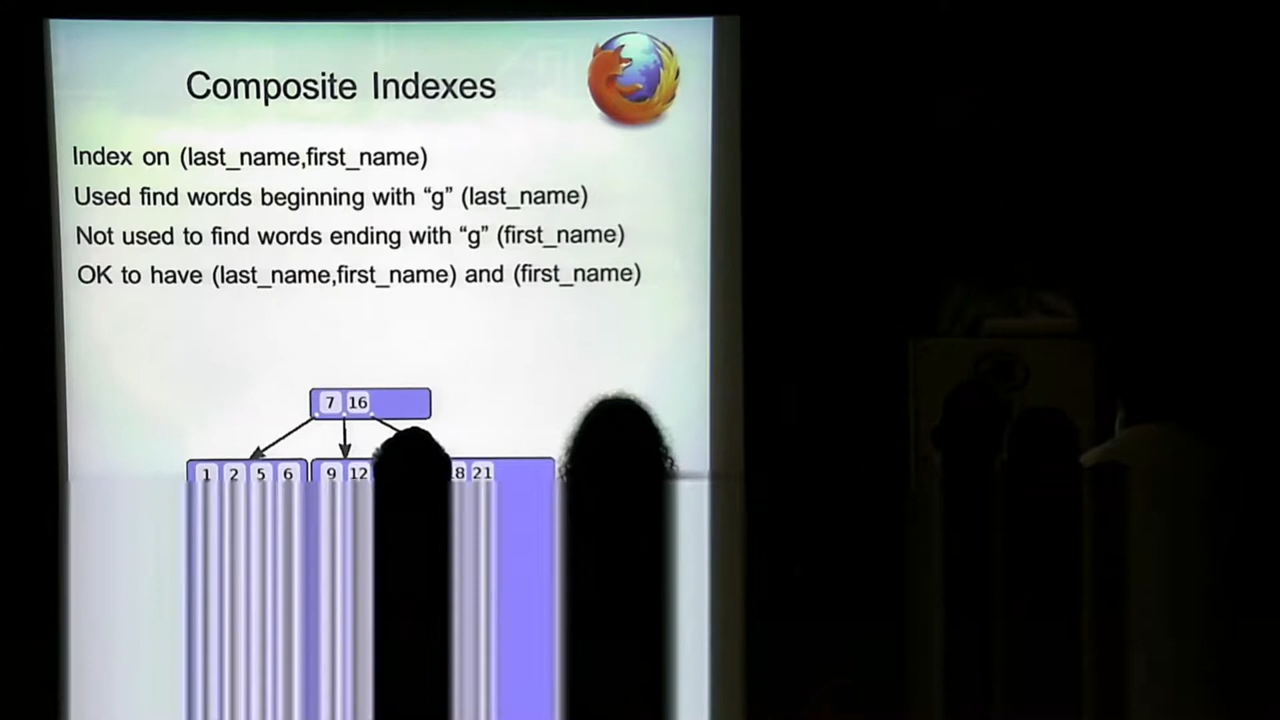 Composite Indexes
Index on (last_name,first_name)
Used find words beginning with “g” (last_name)
Not used to find words ending with “g” (first_name)
OK to have (last_name,first_name) and (first_name)
7 16
1 2 5 6 9 12 8 21